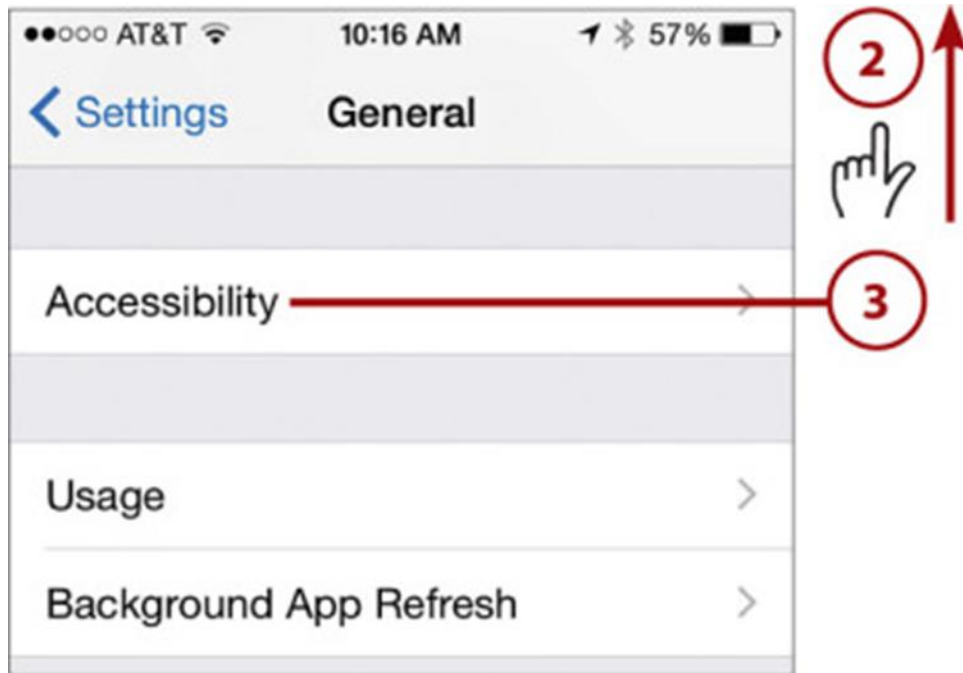 AT&T 10:16 AM 57%
2
Settings General
Accessibility 3
Usage
Background App Refresh